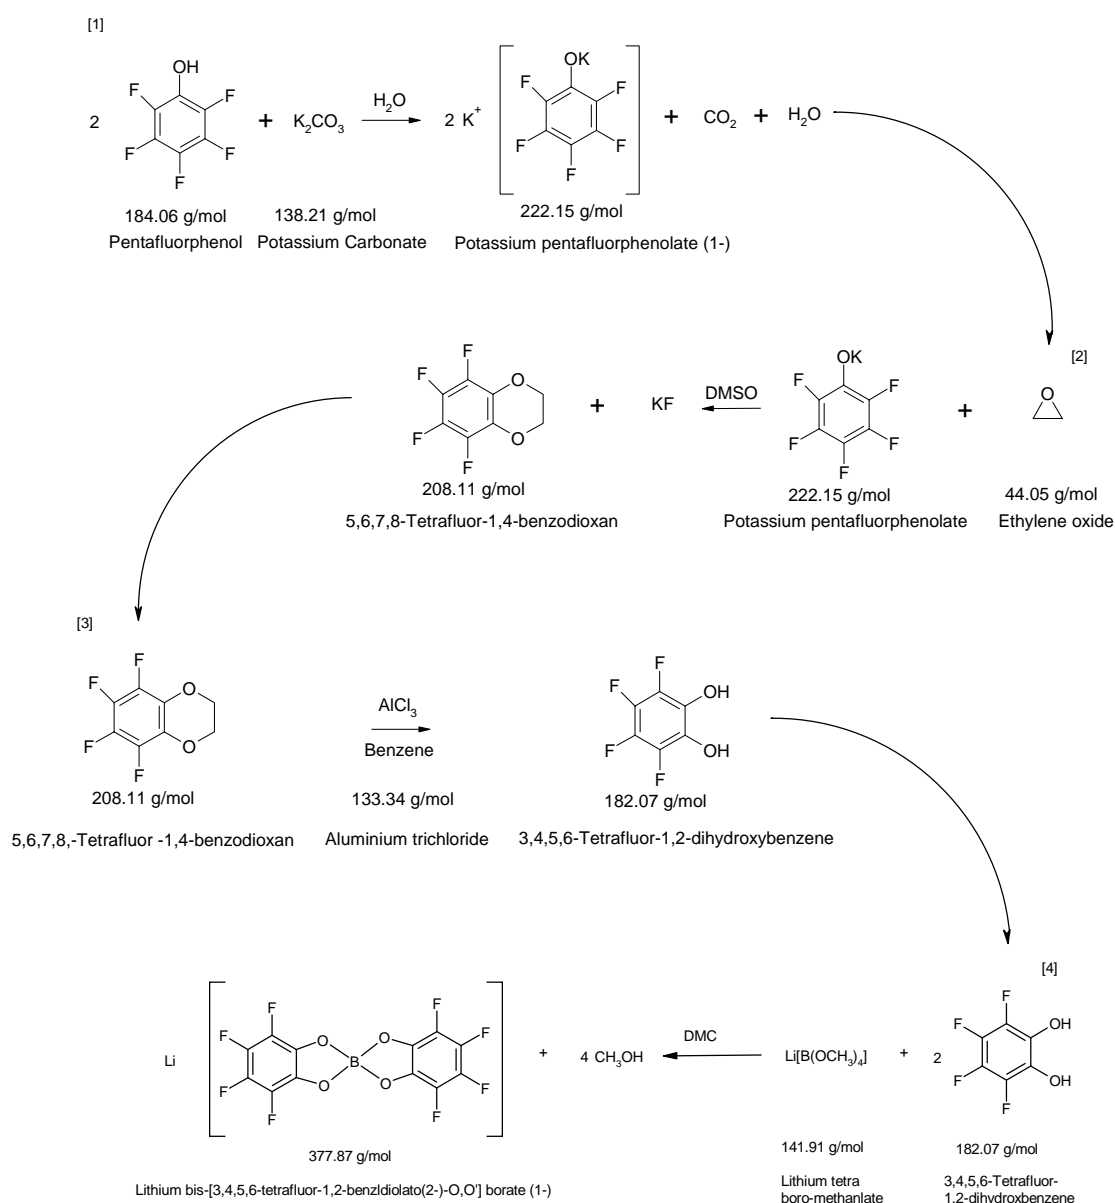 [1]
OH
F F F F F
2 + K2CO3 H2O 2 K+ OK F F F F F + CO2 + H2O
184.06 g/mol 138.21 g/mol 222.15 g/mol
Pentafluorphenol Potassium Carbonate Potassium pentafluorphenolate (1-)
[2]
F F F F O O + KF DMSO OK F F F F F + O
208.11 g/mol 222.15 g/mol 44.05 g/mol
5,6,7,8-Tetrafluor-1,4-benzodioxan Potassium pentafluorphenolate Ethylene oxide
[3]
F F F F O O AlCl3 F F F F OH OH
Benzene
208.11 g/mol 133.34 g/mol 182.07 g/mol
5,6,7,8,-Tetrafluor -1,4-benzodioxan Aluminium trichloride 3,4,5,6-Tetrafluor-1,2-dihydroxybenzene
[4]
Li F F F F O O B O O F F F F + 4 CH3OH DMC Li[B(OCH3)4] + 2 F F F F OH OH
377.87 g/mol 141.91 g/mol 182.07 g/mol
Lithium bis-[3,4,5,6-tetrafluor-1,2-benzldiolato(2-)-O,O'] borate (1-) Lithium tetra 3,4,5,6-Tetrafluor-
boro-methanlate 1,2-dihydroxbenzene